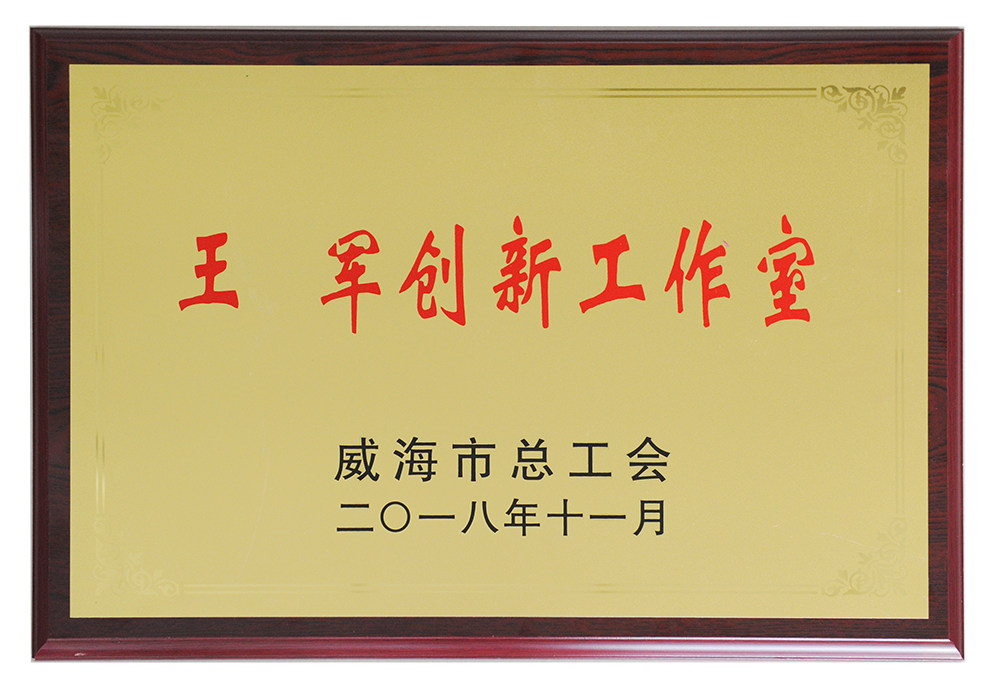 王 军创新工作室
威海市总工会
二〇一八年十一月